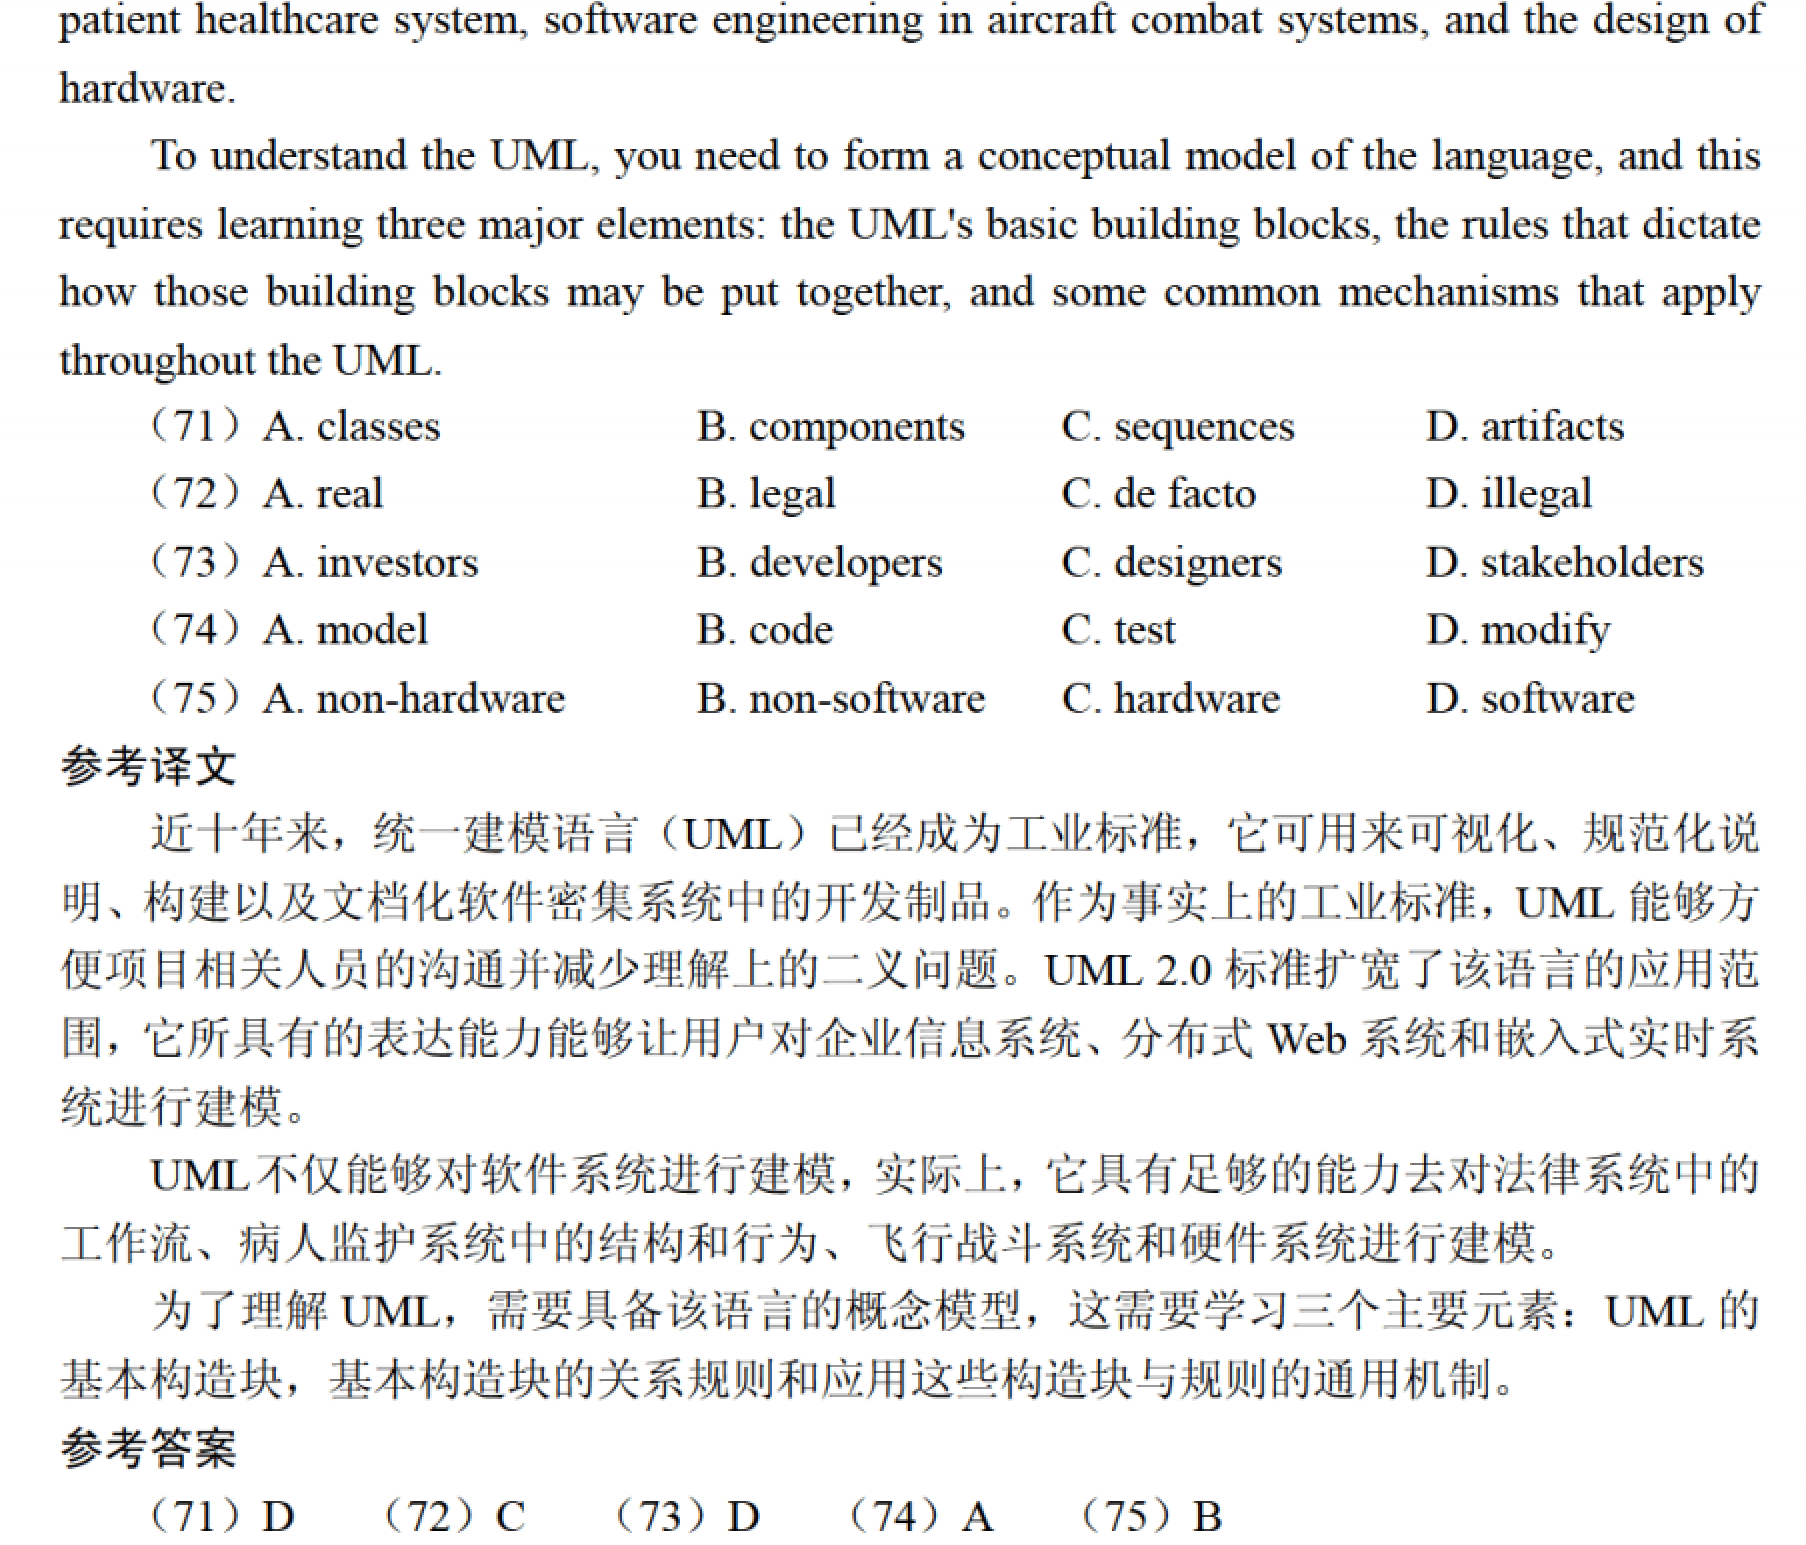 patient healthcare system, software engineering in aircraft combat systems, and the design of
hardware.
To understand the UML, you need to form a conceptual model of the language, and this
requires learning three major elements: the UML's basic building blocks, the rules that dictate
how those building blocks may be put together, and some common mechanisms that apply
throughout the UML.
（71）A. classes B. components C. sequences D. artifacts
（72）A. real B. legal C. de facto D. illegal
（73）A. investors B. developers C. designers D. stakeholders
（74）A. model B. code C. test D. modify
（75）A. non-hardware B. non-software C. hardware D. software
参考译文
近十年来，统一建模语言（UML）已经成为工业标准，它可用来可视化、规范化说
明、构建以及文档化软件密集系统中的开发制品。作为事实上的工业标准，UML 能够方
便项目相关人员的沟通并减少理解上的二义问题。UML 2.0 标准扩宽了该语言的应用范
围，它所具有的表达能力能够让用户对企业信息系统、分布式 Web 系统和嵌入式实时系
统进行建模。
UML不仅能够对软件系统进行建模，实际上，它具有足够的能力去对法律系统中的
工作流、病人监护系统中的结构和行为、飞行战斗系统和硬件系统进行建模。
为了理解 UML，需要具备该语言的概念模型，这需要学习三个主要元素：UML 的
基本构造块，基本构造块的关系规则和应用这些构造块与规则的通用机制。
参考答案
（71）D （72）C （73）D （74）A （75）B